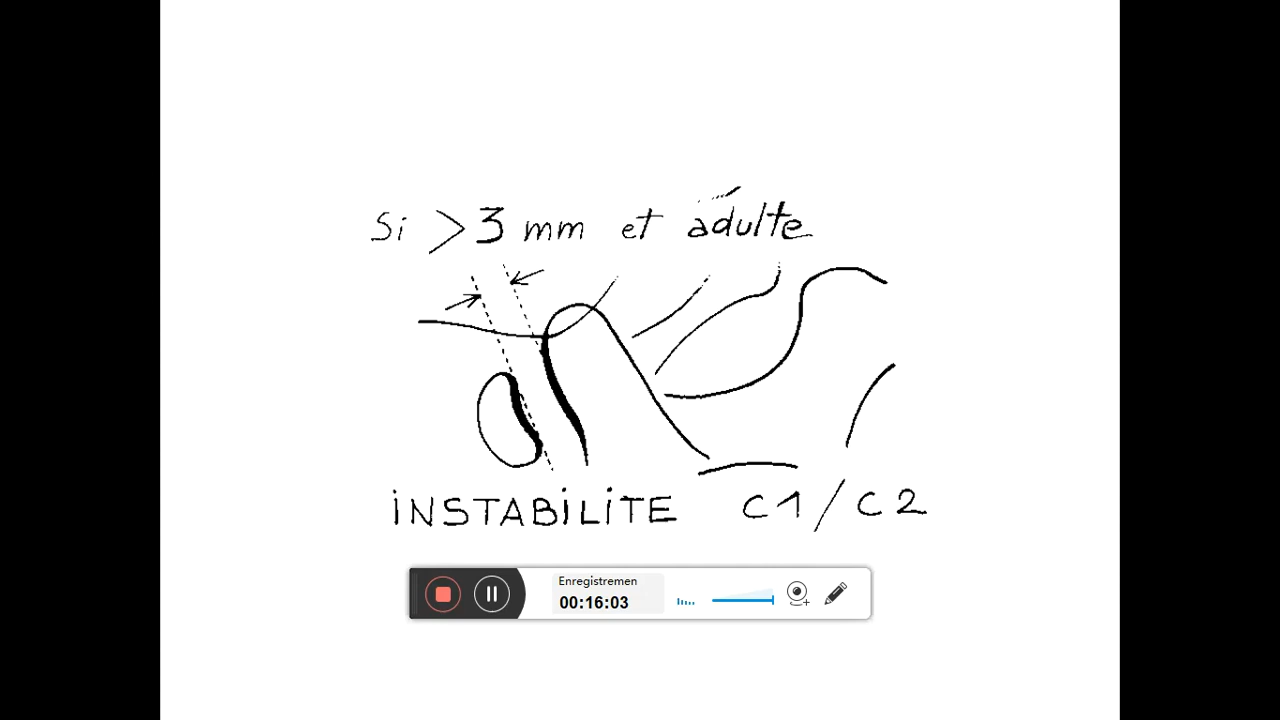 Si > 3 mm et adulte
iNSTABiLiTE C1 / C2
Enregistremen
00:16:03